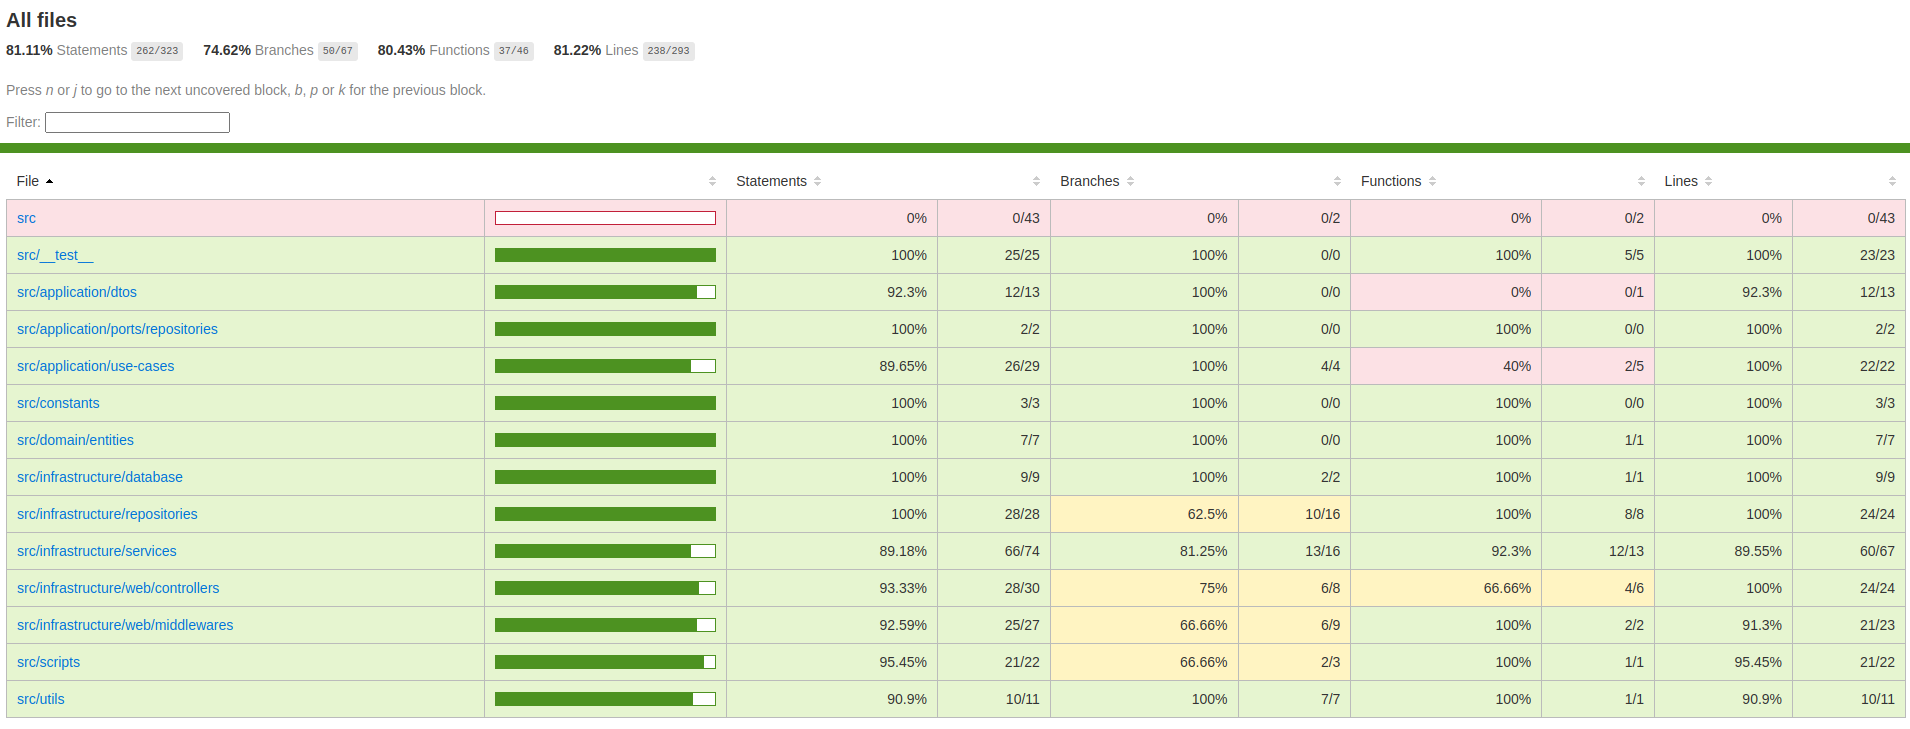 All files
81.11% Statements 262/323 74.62% Branches 50/67 80.43% Functions 37/46 81.22% Lines 238/293
Press n or j to go to the next uncovered block, b, p or k for the previous block.
Filter:
File Statements Branches Functions Lines
src 0% 0/43 0% 0/2 0% 0/2 0% 0/43
src/__test__ 100% 25/25 100% 0/0 100% 5/5 100% 23/23
src/application/dtos 92.3% 12/13 100% 0/0 0% 0/1 92.3% 12/13
src/application/ports/repositories 100% 2/2 100% 0/0 100% 0/0 100% 2/2
src/application/use-cases 89.65% 26/29 100% 4/4 40% 2/5 100% 22/22
src/constants 100% 3/3 100% 0/0 100% 0/0 100% 3/3
src/domain/entities 100% 7/7 100% 0/0 100% 1/1 100% 7/7
src/infrastructure/database 100% 9/9 100% 2/2 100% 1/1 100% 9/9
src/infrastructure/repositories 100% 28/28 62.5% 10/16 100% 8/8 100% 24/24
src/infrastructure/services 89.18% 66/74 81.25% 13/16 92.3% 12/13 89.55% 60/67
src/infrastructure/web/controllers 93.33% 28/30 75% 6/8 66.66% 4/6 100% 24/24
src/infrastructure/web/middlewares 92.59% 25/27 66.66% 6/9 100% 2/2 91.3% 21/23
src/scripts 95.45% 21/22 66.66% 2/3 100% 1/1 95.45% 21/22
src/utils 90.9% 10/11 100% 7/7 100% 1/1 90.9% 10/11